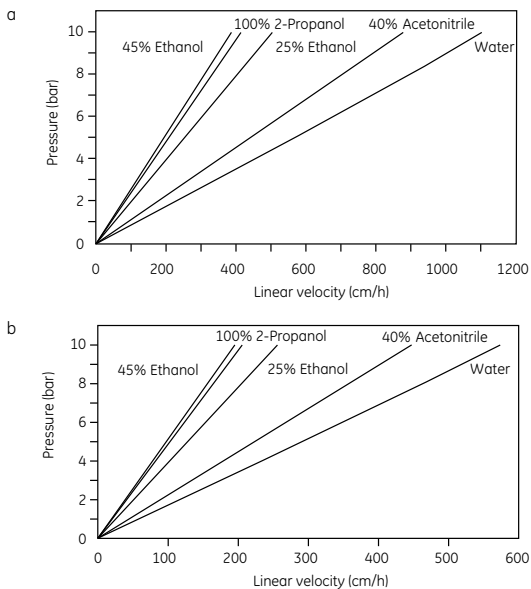 a
100% 2-Propanol 40% Acetonitrile
45% Ethanol 25% Ethanol Water
10
8
6
4
2
0
Pressure (bar)
0 200 400 600 800 1000 1200
Linear velocity (cm/h)
b
100% 2-Propanol 40% Acetonitrile
45% Ethanol 25% Ethanol Water
10
8
6
4
2
0
Pressure (bar)
0 100 200 300 400 500 600
Linear velocity (cm/h)